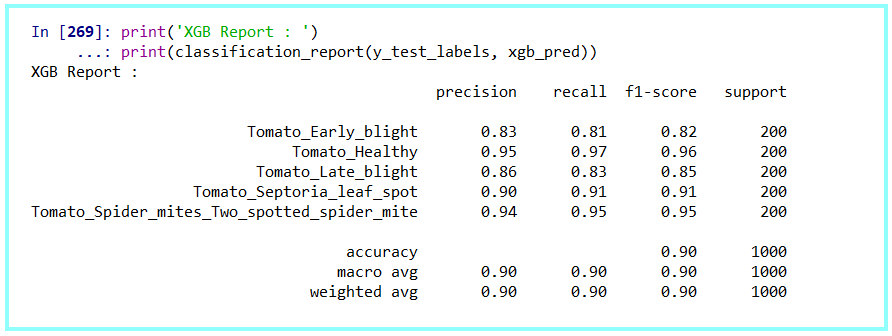 In [269]: print('XGB Report : ')
...: print(classification_report(y_test_labels, xgb_pred))
XGB Report :
precision recall f1-score support
Tomato_Early_blight 0.83 0.81 0.82 200
Tomato_Healthy 0.95 0.97 0.96 200
Tomato_Late_blight 0.86 0.83 0.85 200
Tomato_Septoria_leaf_spot 0.90 0.91 0.91 200
Tomato_Spider_mites_Two_spotted_spider_mite 0.94 0.95 0.95 200
accuracy 0.90 1000
macro avg 0.90 0.90 0.90 1000
weighted avg 0.90 0.90 0.90 1000